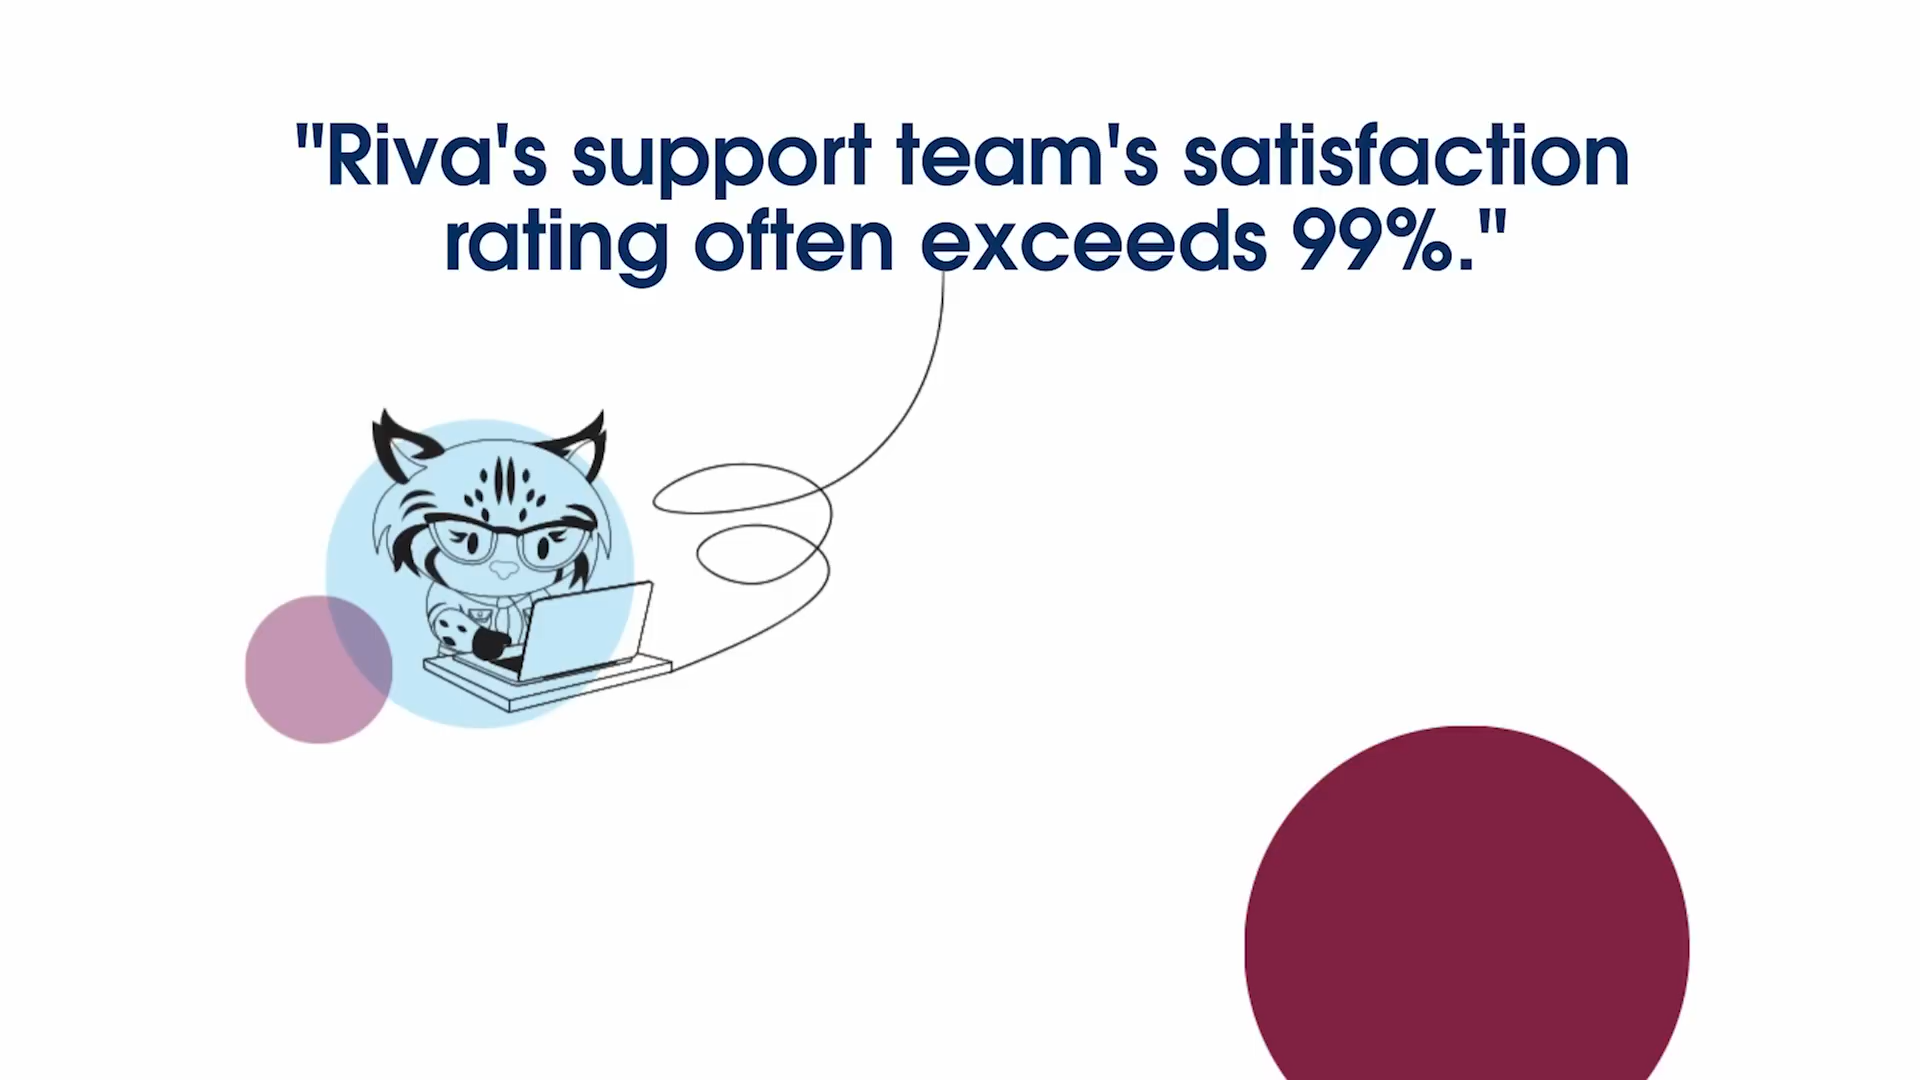 "Riva's support team's satisfaction
rating often exceeds 99%."